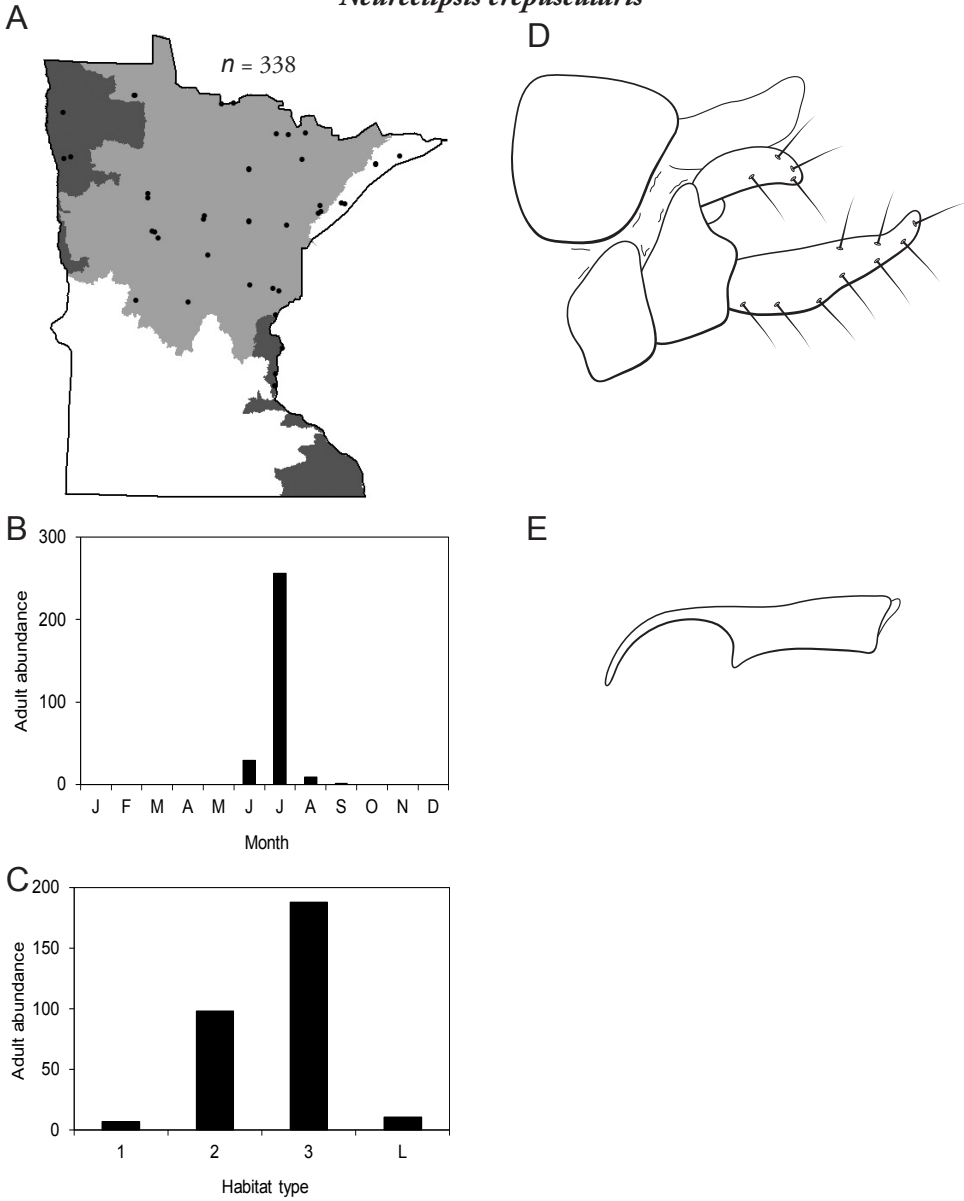 Neureclipsis crepuscularis
A
n = 338
D
B
300
200
100
0
Adult abundance
J F M A M J J A S O N D
Month
E
C
200
150
100
50
0
Adult abundance
1 2 3 L
Habitat type